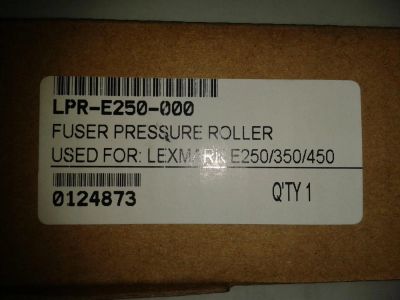 LPR-E250-000
FUSER PRESSURE ROLLER
USED FOR: LEXMARK E250/350/450
0124873 Q'TY 1